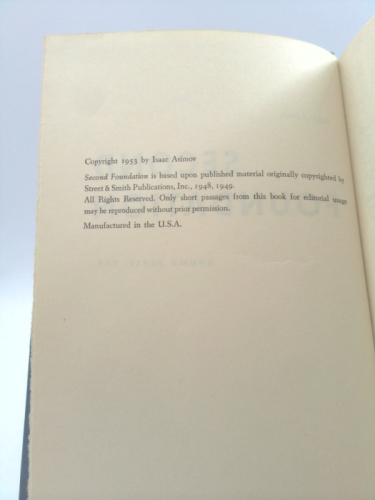 Copyright 1953 by Isaac Asimov
Second Foundation is based upon published material originally copyrighted by
Street & Smith Publications, Inc., 1948, 1949.
All Rights Reserved. Only short passages from this book for editorial usage
may be reproduced without prior permission.
Manufactured in the U.S.A.